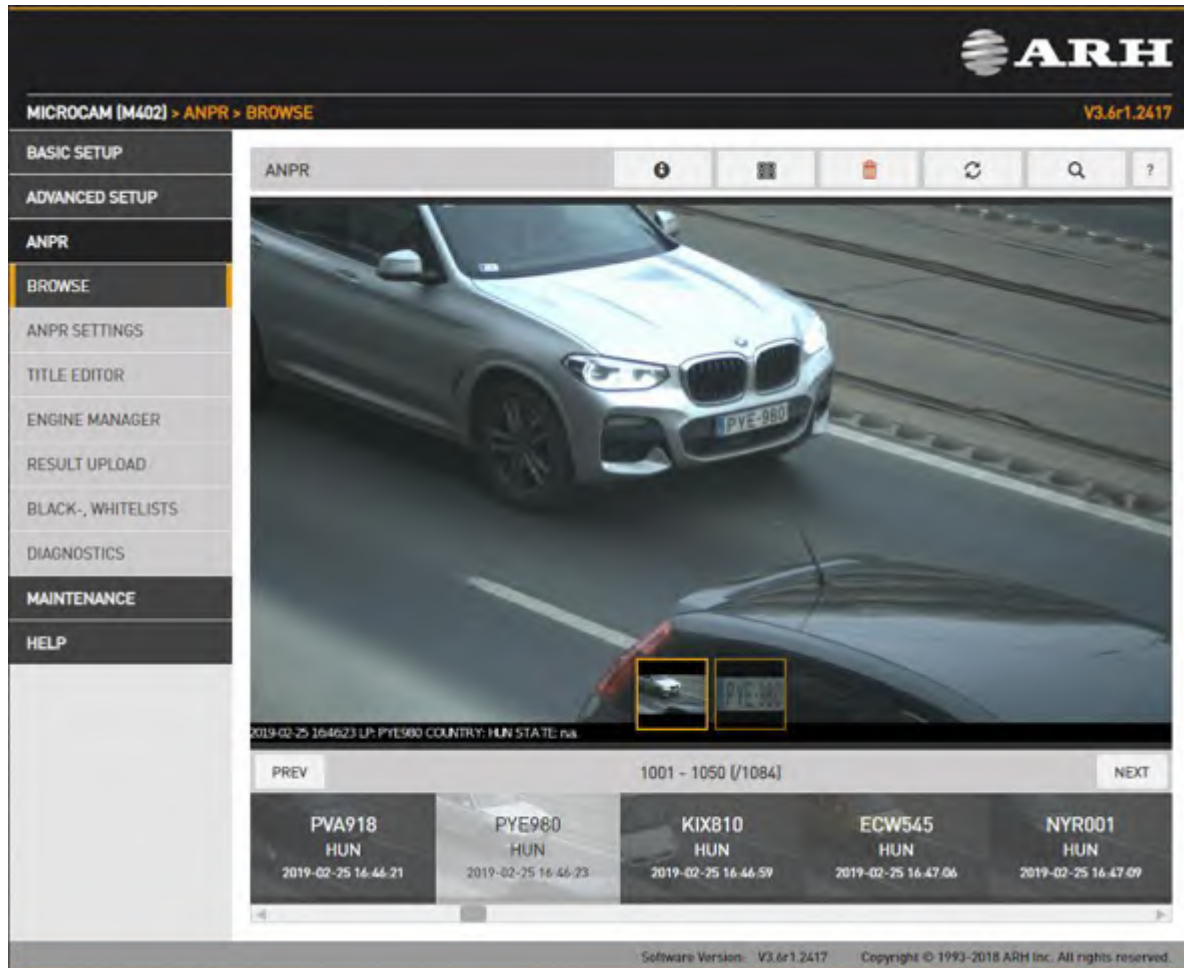 ARH
MICROCAM (M402) > ANPR > BROWSE
V3.6r1.2417
BASIC SETUP
ADVANCED SETUP
ANPR
BROWSE
ANPR SETTINGS
TITLE EDITOR
ENGINE MANAGER
RESULT UPLOAD
BLACK-, WHITELISTS
DIAGNOSTICS
MAINTENANCE
HELP
ANPR
?
PYE-980
PYE-980
2019-02-25 16:46:23 LP: PYE980 COUNTRY: HUN STATE: n/a
PREV
1001 - 1050 (/1084)
NEXT
PVA918
HUN
2019-02-25 16:46:21
PYE980
HUN
2019-02-25 16:46:23
KIX810
HUN
2019-02-25 16:46:59
ECW545
HUN
2019-02-25 16:47:06
NYR001
HUN
2019-02-25 16:47:09
Software Version: V3.6r1.2417 Copyright © 1993-2018 ARH Inc. All rights reserved.